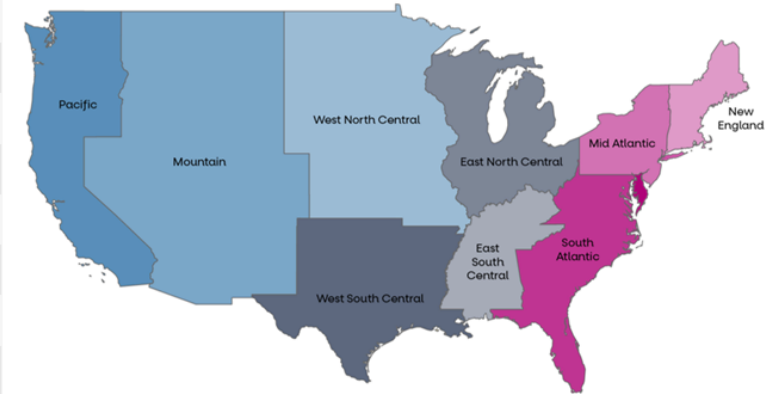 Pacific
Mountain
West North Central
East North Central
Mid Atlantic
New
England
East
South
Central
South
Atlantic
West South Central